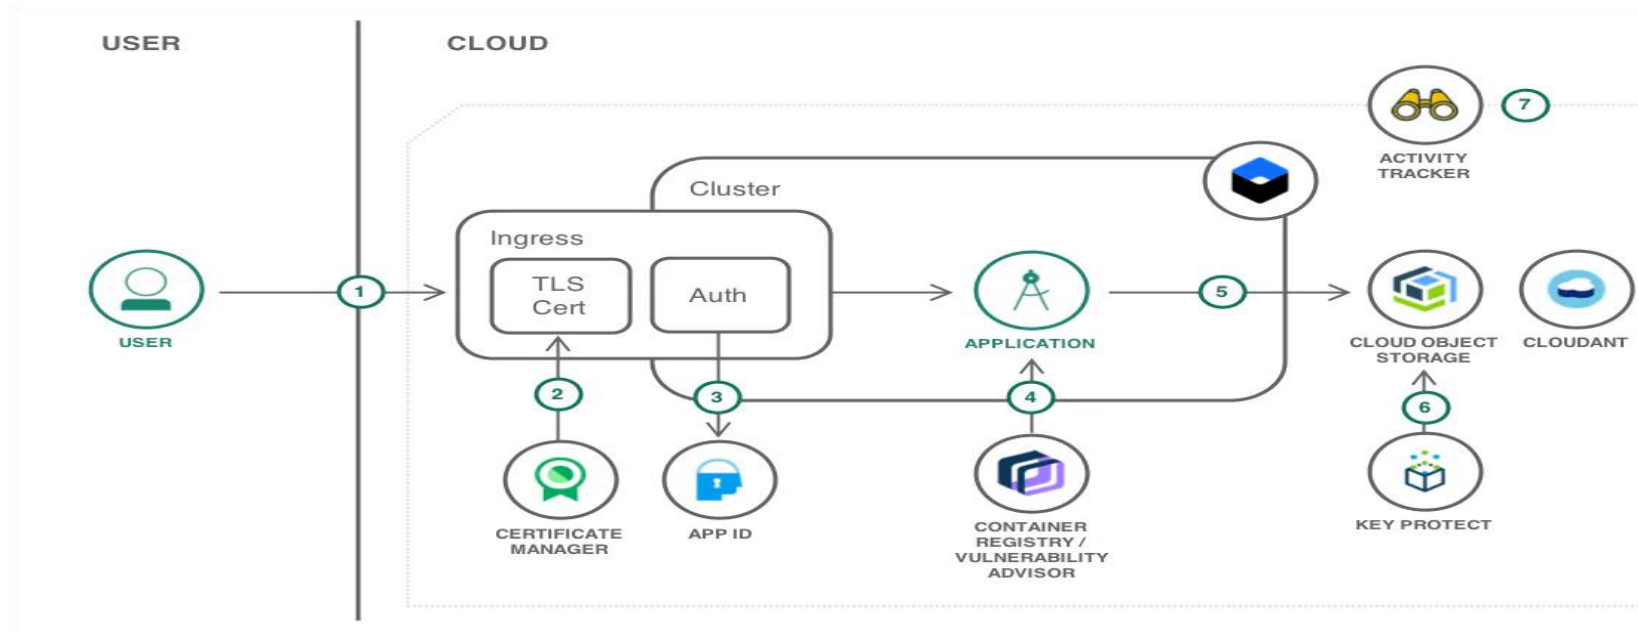 USER
CLOUD
7
ACTIVITY
TRACKER
Cluster
Ingress
TLS
Cert
Auth
1
5
USER
APPLICATION
CLOUD OBJECT
STORAGE
CLOUDANT
2
3
4
6
CERTIFICATE
MANAGER
APP ID
CONTAINER
REGISTRY /
VULNERABILITY
ADVISOR
KEY PROTECT